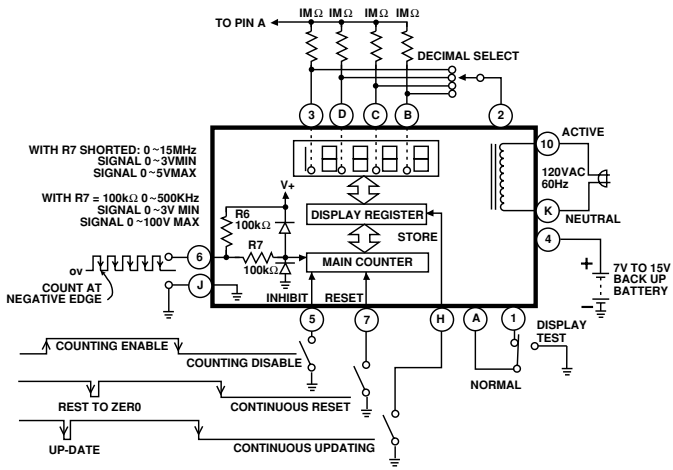 IMΩ IMΩ IMΩ IMΩ
TO PIN A
DECIMAL SELECT
3 D C B 2
10 ACTIVE
WITH R7 SHORTED: 0 ~15MHz
SIGNAL 0~3VMIN
SIGNAL 0~5VMAX
120VAC
60Hz
WITH R7 = 100kΩ 0~500KHz
SIGNAL 0~3V MIN
SIGNAL 0~100V MAX
V+
K
NEUTRAL
R6
100kΩ
DISPLAY REGISTER
STORE
4
R7
100kΩ
MAIN COUNTER
6
0V
COUNT AT
NEGATIVE EDGE
J
+
7V TO 15V
BACK UP
BATTERY
–
INHIBIT RESET
5 7 H A 1
DISPLAY
TEST
COUNTING ENABLE
COUNTING DISABLE
NORMAL
REST TO ZER0
CONTINUOUS RESET
UP-DATE
CONTINUOUS UPDATING